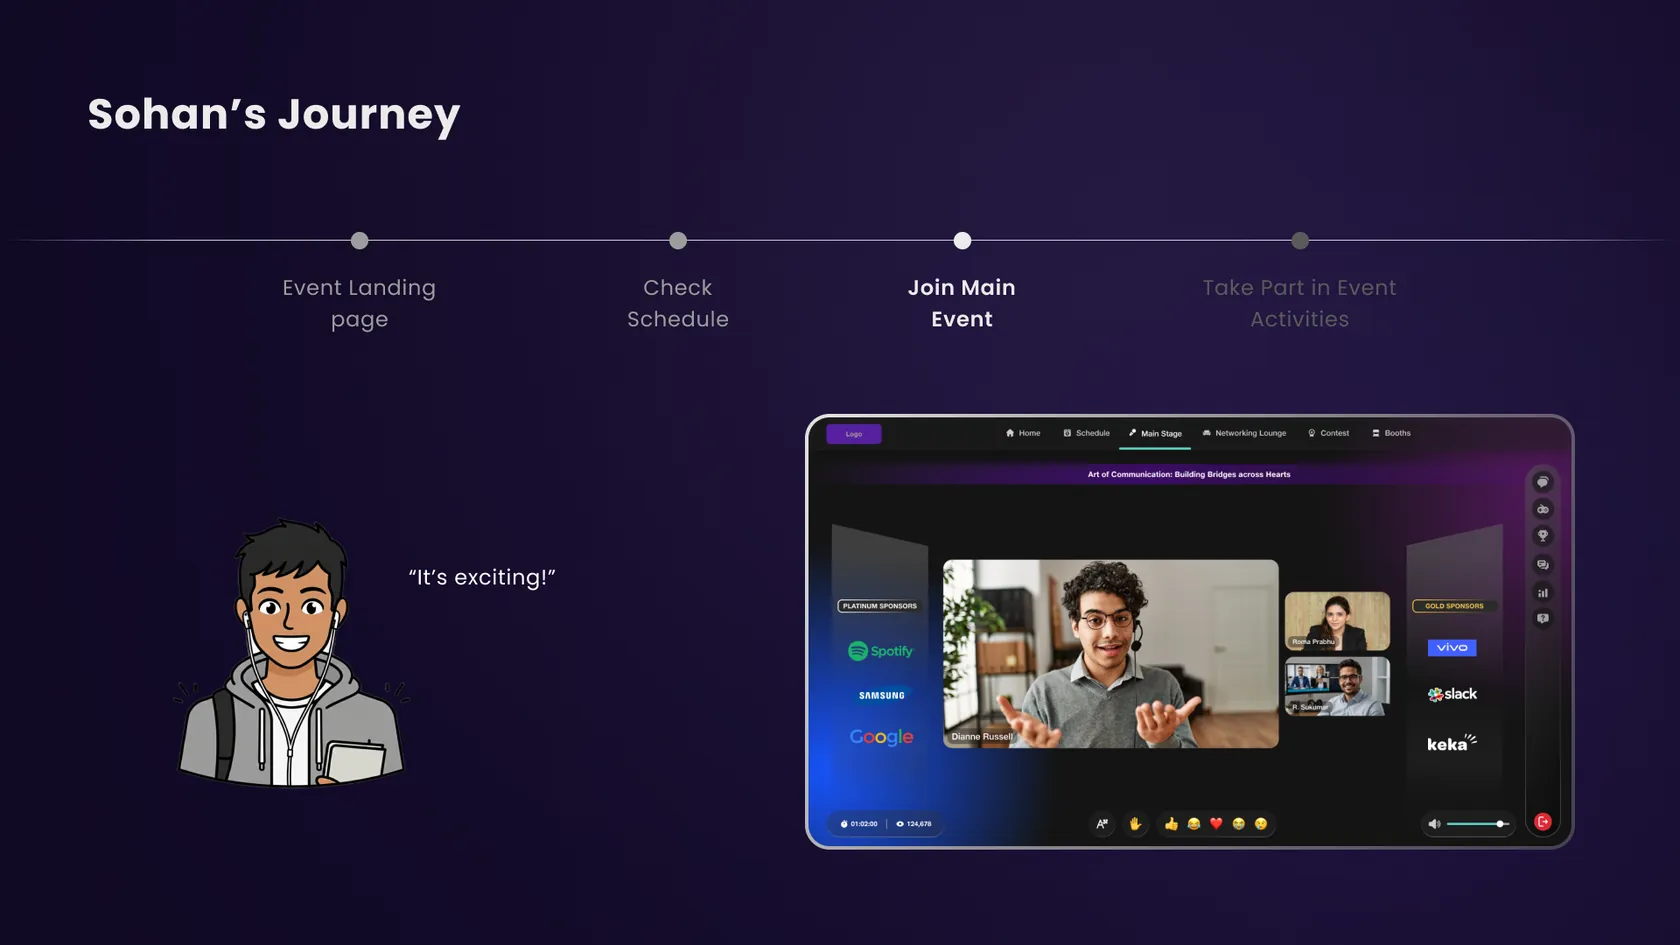 Sohan’s Journey
Event Landing
page
Check
Schedule
Join Main
Event
Take Part in Event
Activities
“It’s exciting!”
Logo
Home
Schedule
Main Stage
Networking Lounge
Contest
Booths
Art of Communication: Building Bridges across Hearts
PLATINUM SPONSORS
Spotify
SAMSUNG
Google
Dianne Russell
Roma Prabhu
R. Sukumar
GOLD SPONSORS
vivo
slack
keka
01:02:00 | 124,678